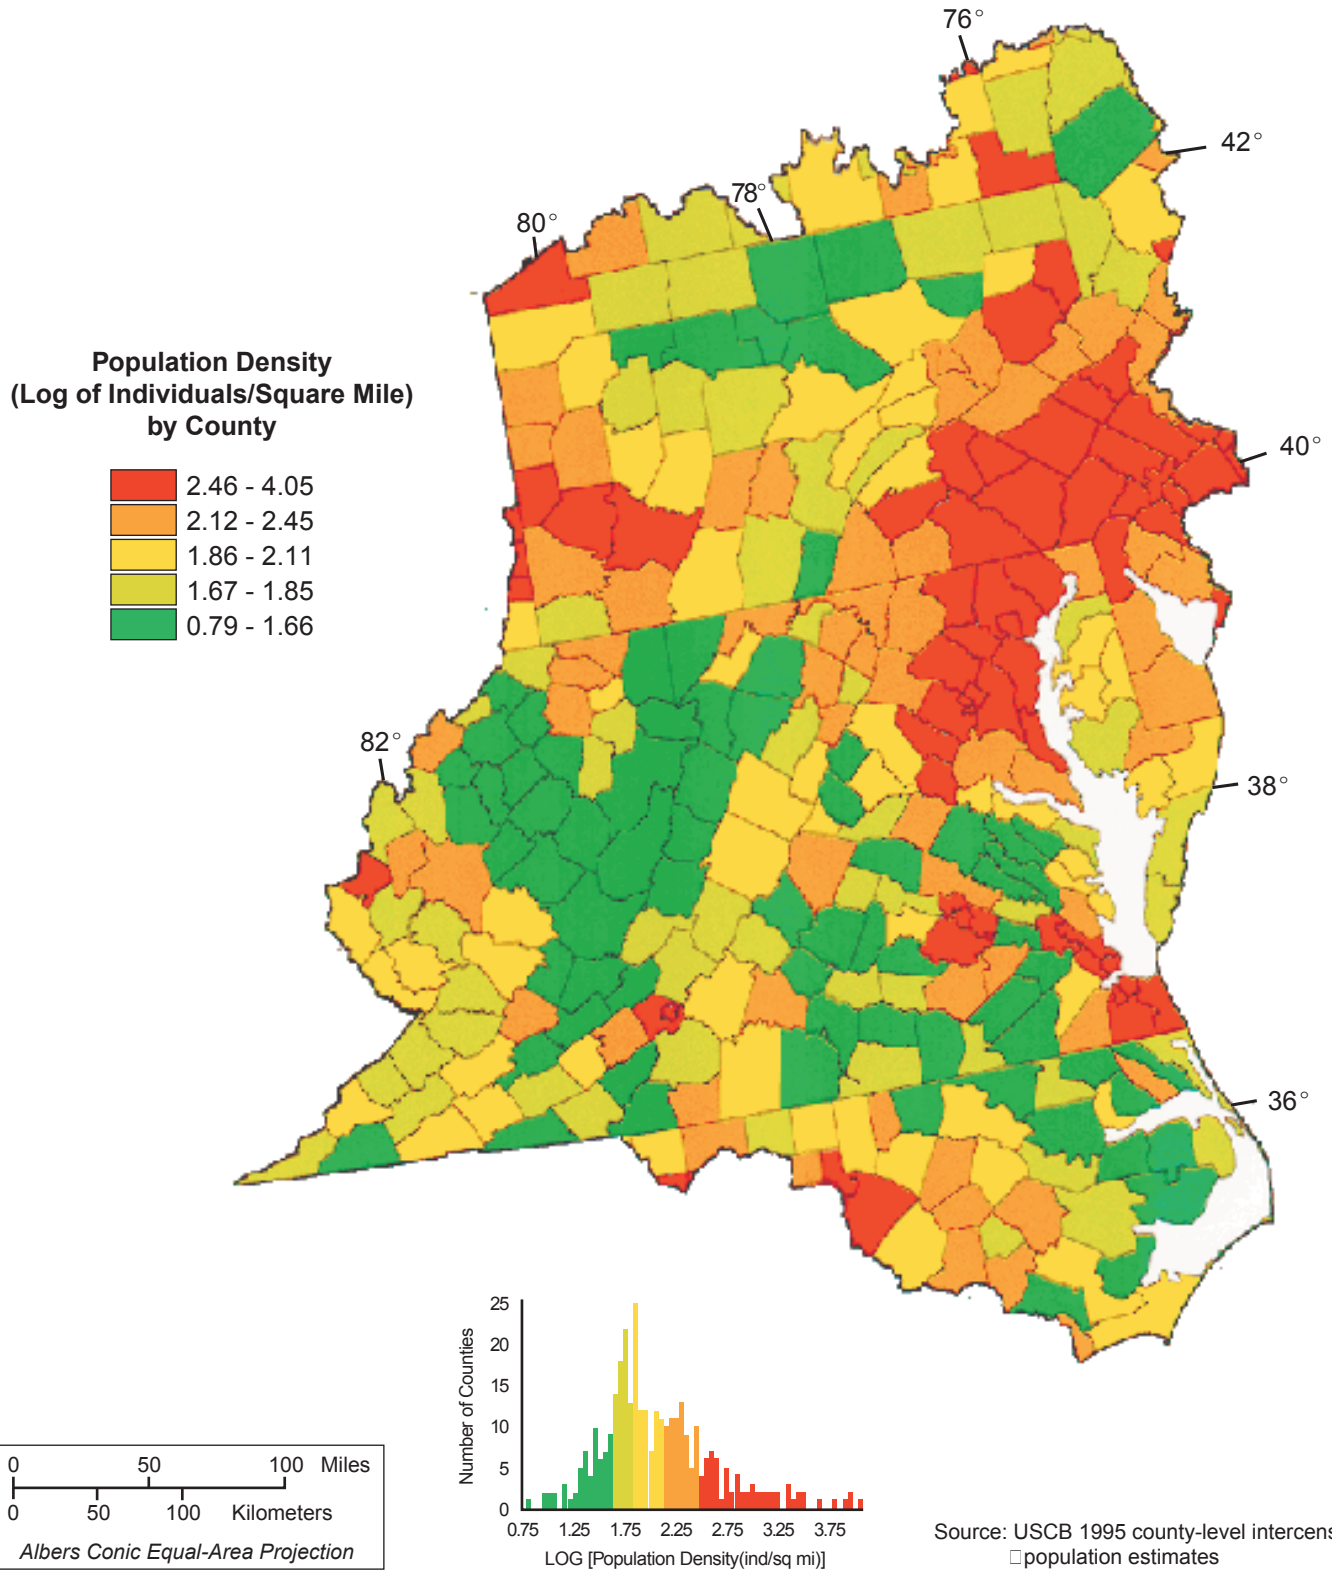 76°
42°
78°
80°
Population Density
(Log of Individuals/Square Mile)
by County
40°
2.46 - 4.05
2.12 - 2.45
1.86 - 2.11
1.67 - 1.85
0.79 - 1.66
82°
38°
36°
25
20
15
10
5
0
Number of Counties
0.75 1.25 1.75 2.25 2.75 3.25 3.75
LOG [Population Density(ind/sq mi)]
0 50 100 Miles
0 50 100 Kilometers
Albers Conic Equal-Area Projection
Source: USCB 1995 county-level intercens
population estimates